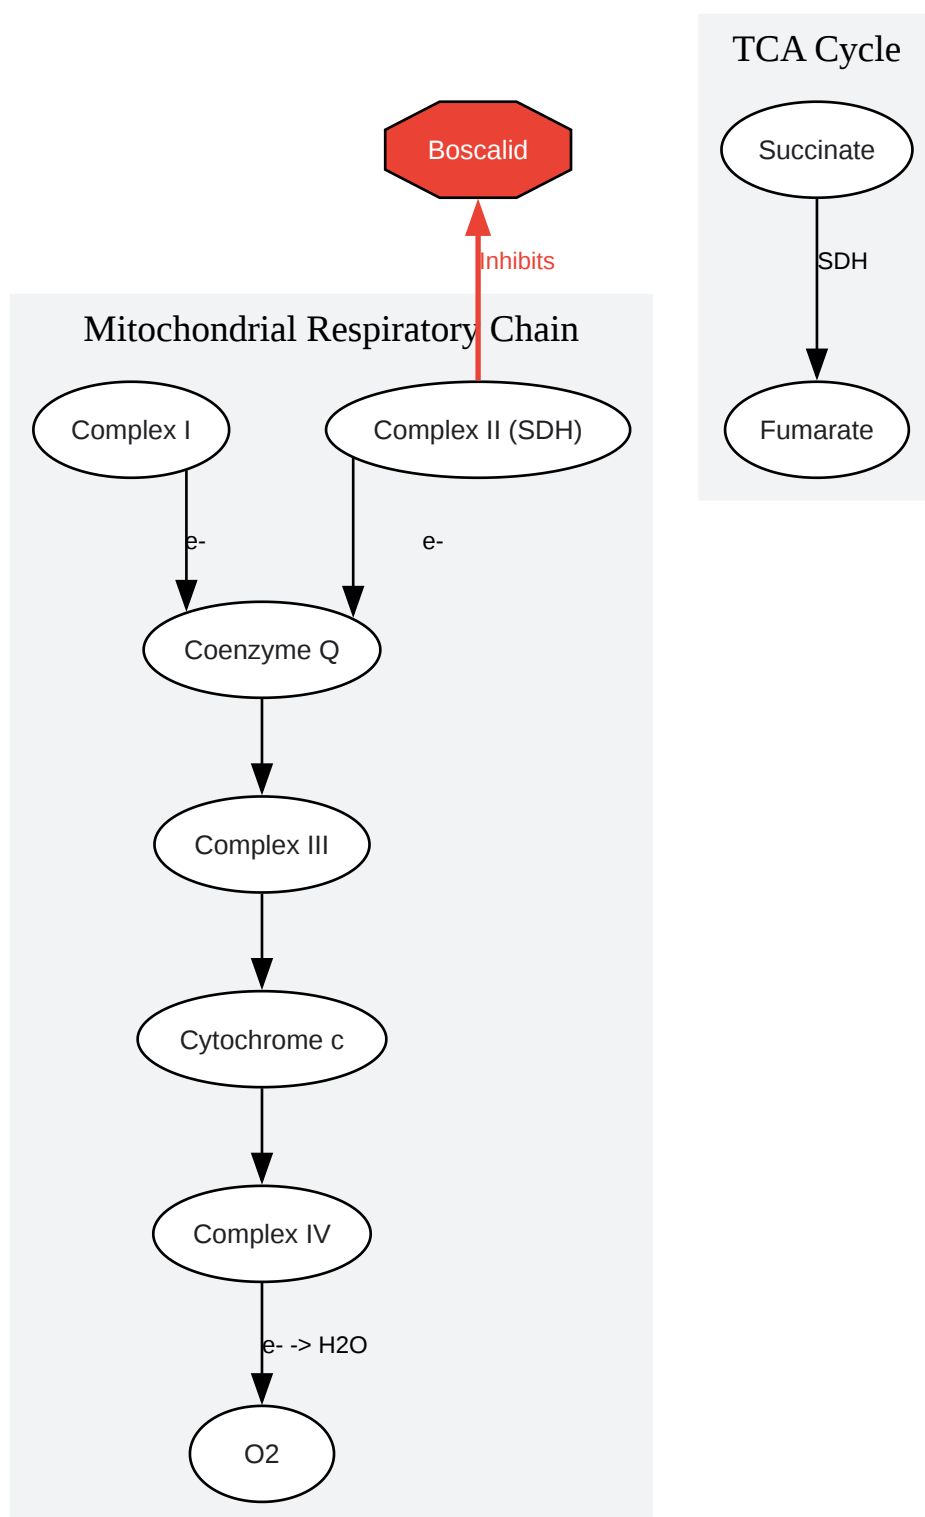 TCA Cycle
Boscalid
Succinate
Inhibits
SDH
Mitochondrial Respiratory Chain
Complex I
Complex II (SDH)
Fumarate
e-
e-
Coenzyme Q
Complex III
Cytochrome c
Complex IV
e- -> H2O
O2